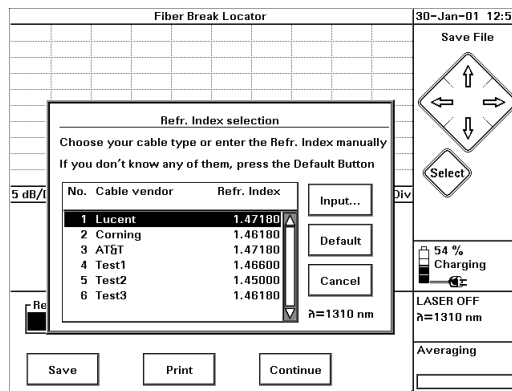 Fiber Break Locator
30-Jan-01 12:5
Save File
Refr. Index selection
Choose your cable type or enter the Refr. Index manually
If you don't know any of them, press the Default Button
5 dB/
Div
No. Cable vendor Refr. Index
1 Lucent 1.47180
2 Corning 1.46180
3 AT&T 1.47180
4 Test1 1.46600
5 Test2 1.45000
6 Test3 1.46180
Input...
Default
Cancel
λ=1310 nm
Select
54 %
Charging
Re
LASER OFF
λ=1310 nm
Averaging
Save
Print
Continue